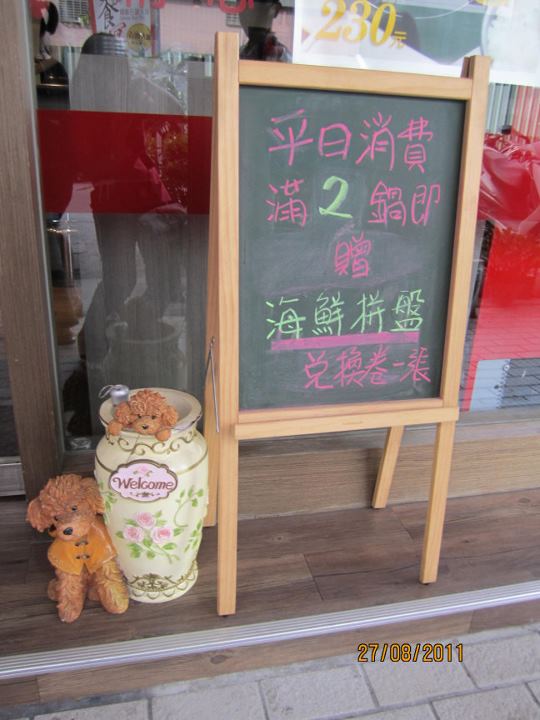 230元
平日消費
滿2鍋即
贈
海鮮拼盤
兌換卷一張
Welcome
27/08/2011